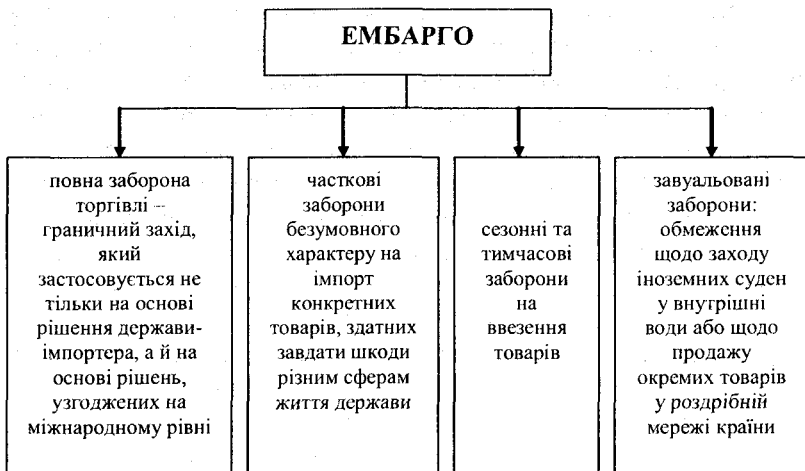 ЕМБАРГО
повна заборона
торгівлі –
граничний захід,
який
застосовується не
тільки на основі
рішення держави-
імпортера, а й на
основі рішень,
узгоджених на
міжнародному рівні
часткові
заборони
безумовного
характеру на
імпорт
конкретних
товарів, здатних
завдати шкоди
різним сферам
життя держави
сезонні та
тимчасові
заборони
на
ввезення
товарів
завуальовані
заборони:
обмеження
щодо заходу
іноземних суден
у внутрішні
води або щодо
продажу
окремих товарів
у роздрібній
мережі країни